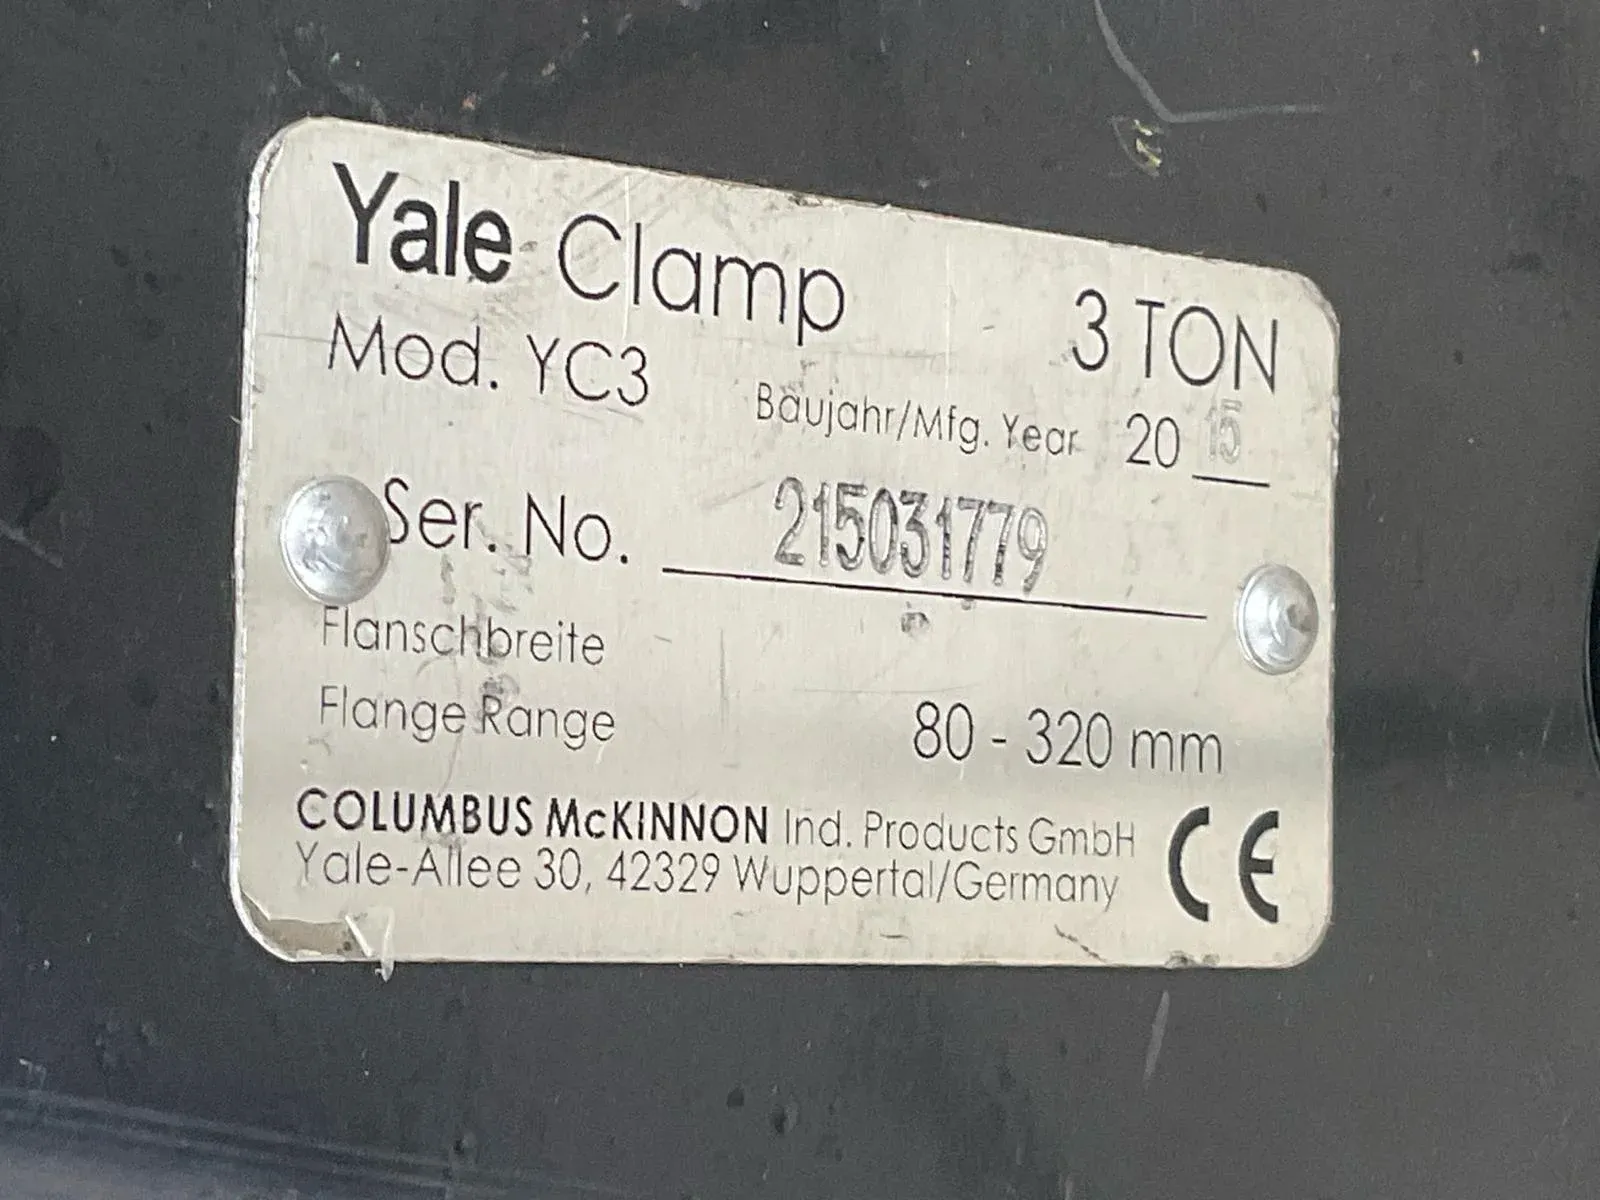 Yale Clamp 3 TON
Mod. YC3
Baujahr/Mfg. Year 20 15
Ser. No. 215031779
Flanschbreite
Flange Range 80 - 320 mm
COLUMBUS McKINNON Ind. Products GmbH
Yale-Allee 30, 42329 Wuppertal/Germany
CE